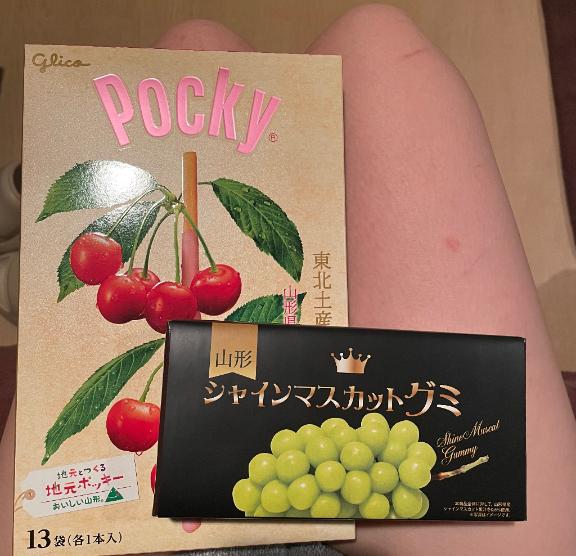 Glico
Pocky®
東北土産
山形県
地元とつくる
地元ポッキー
おいしい山形。
13袋(各1本入)
山形
シャインマスカットグミ
Shine Muscat
Gummy